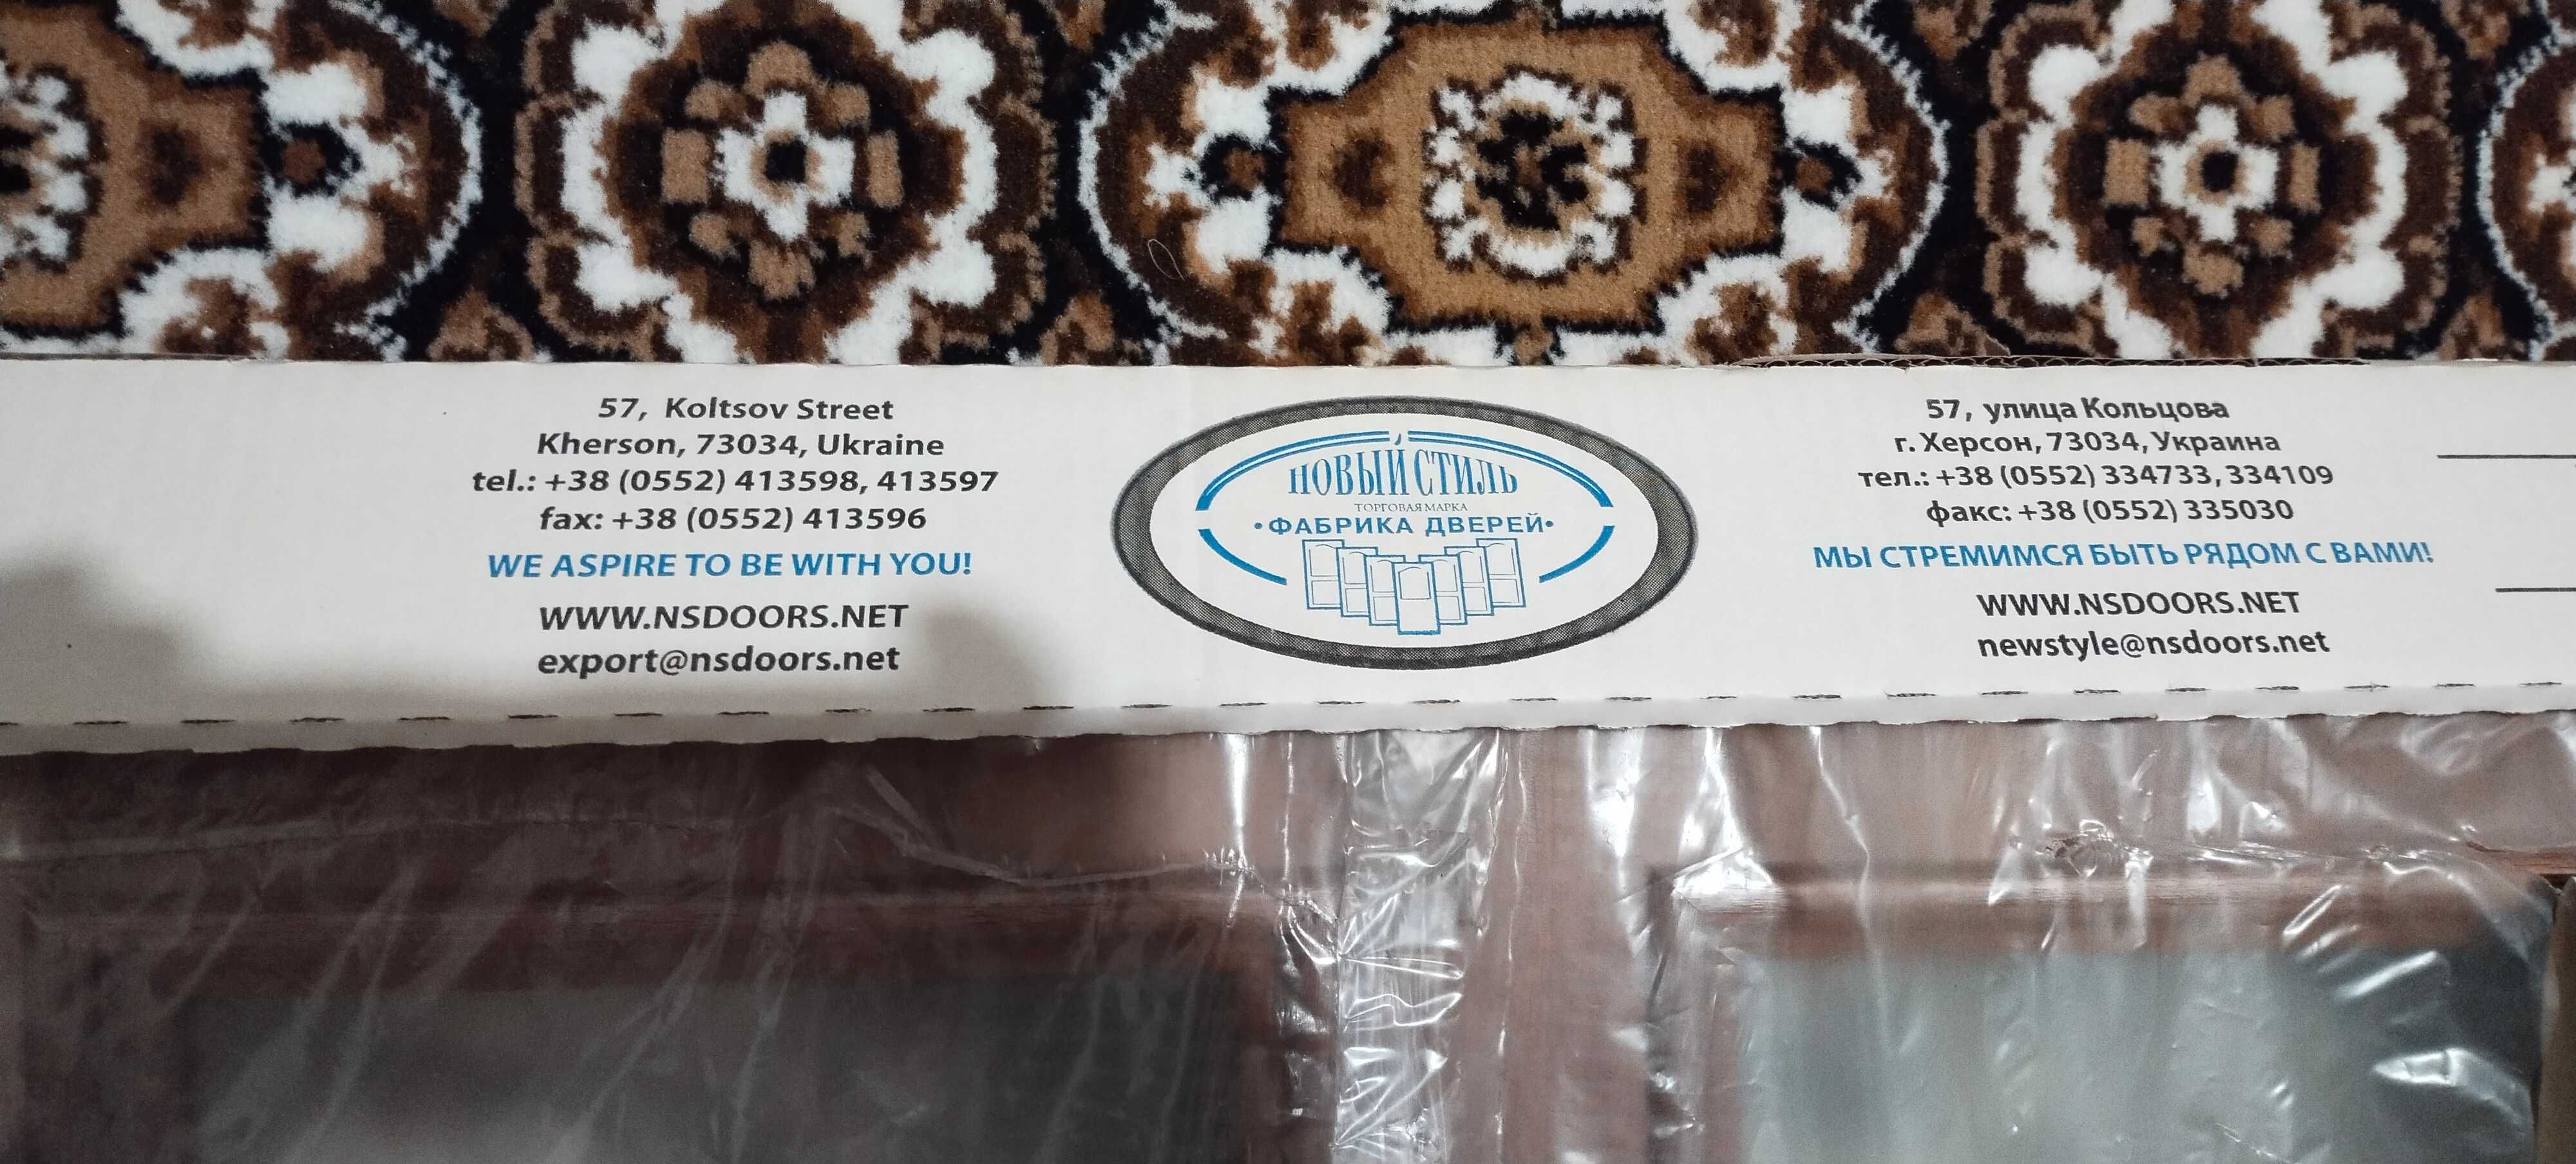 57, Koltsov Street
Kherson, 73034, Ukraine
tel.: +38 (0552) 413598, 413597
fax: +38 (0552) 413596
WE ASPIRE TO BE WITH YOU!
WWW.NSDOORS.NET
export@nsdoors.net
НОВЫЙ СТИЛЬ
ТОРГОВАЯ МАРКА
•ФАБРИКА ДВЕРЕЙ•
57, улица Кольцова
г. Херсон, 73034, Украина
тел.: +38 (0552) 334733, 334109
факс: +38 (0552) 335030
МЫ СТРЕМИМСЯ БЫТЬ РЯДОМ С ВАМИ!
WWW.NSDOORS.NET
newstyle@nsdoors.net